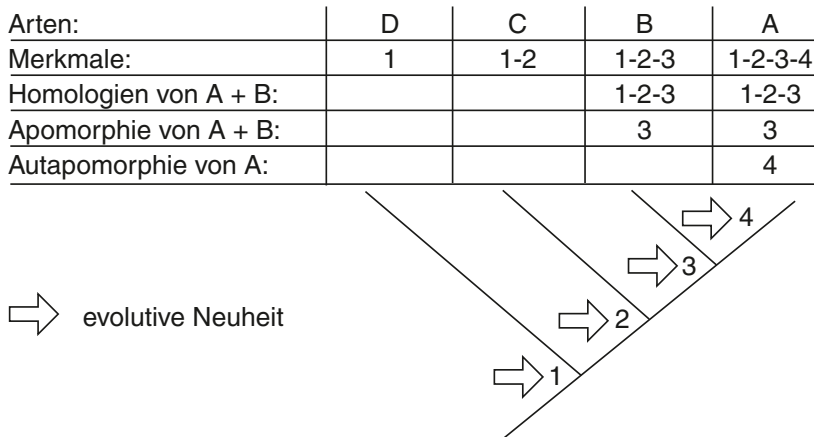 Arten: D C B A
Merkmale: 1 1-2 1-2-3 1-2-3-4
Homologien von A + B: 1-2-3 1-2-3
Apomorphie von A + B: 3 3
Autapomorphie von A: 4
4
3
evolutive Neuheit 2
1